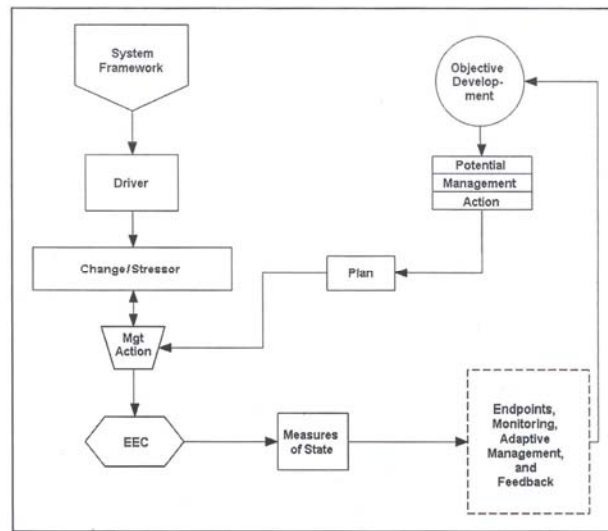 System
Framework
Objective
Develop-
ment
Driver
Potential
Management
Action
Change/Stressor
Plan
Mgt
Action
EEC
Measures
of State
Endpoints,
Monitoring,
Adaptive
Management,
and
Feedback